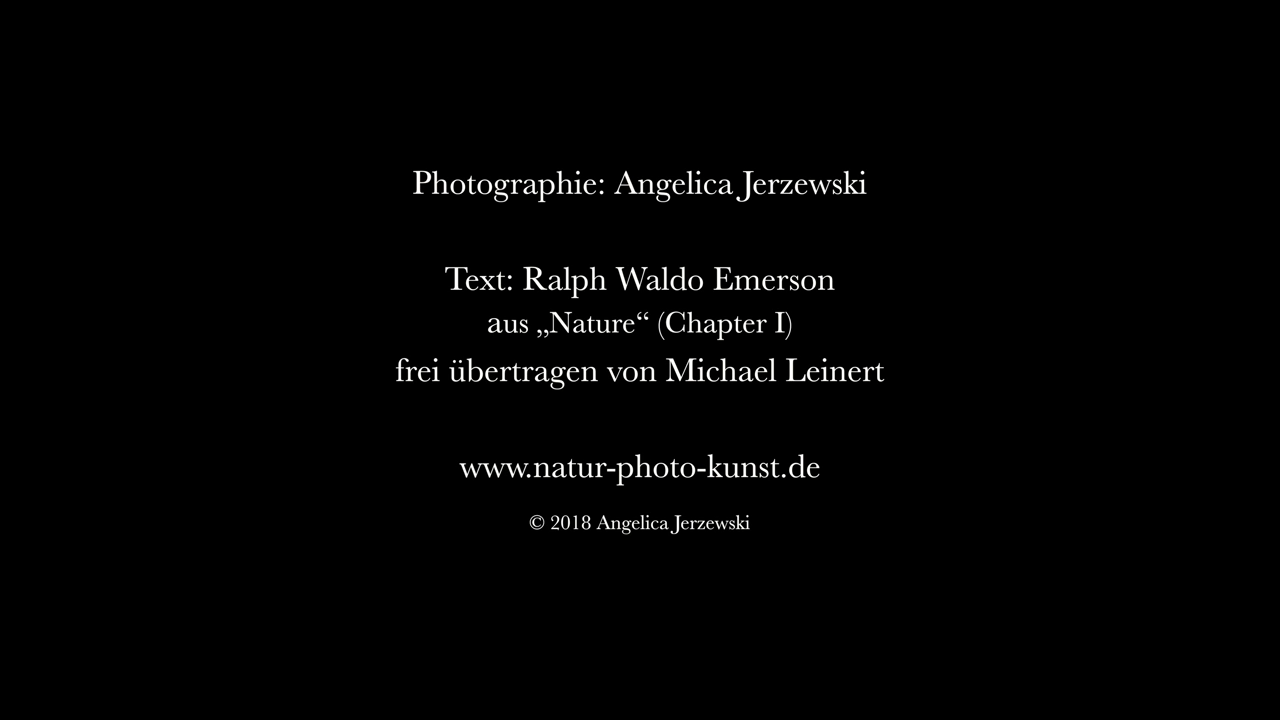 Photographie: Angelica Jerzewski
Text: Ralph Waldo Emerson
aus „Nature“ (Chapter I)
frei übertragen von Michael Leinert
www.natur-photo-kunst.de
© 2018 Angelica Jerzewski